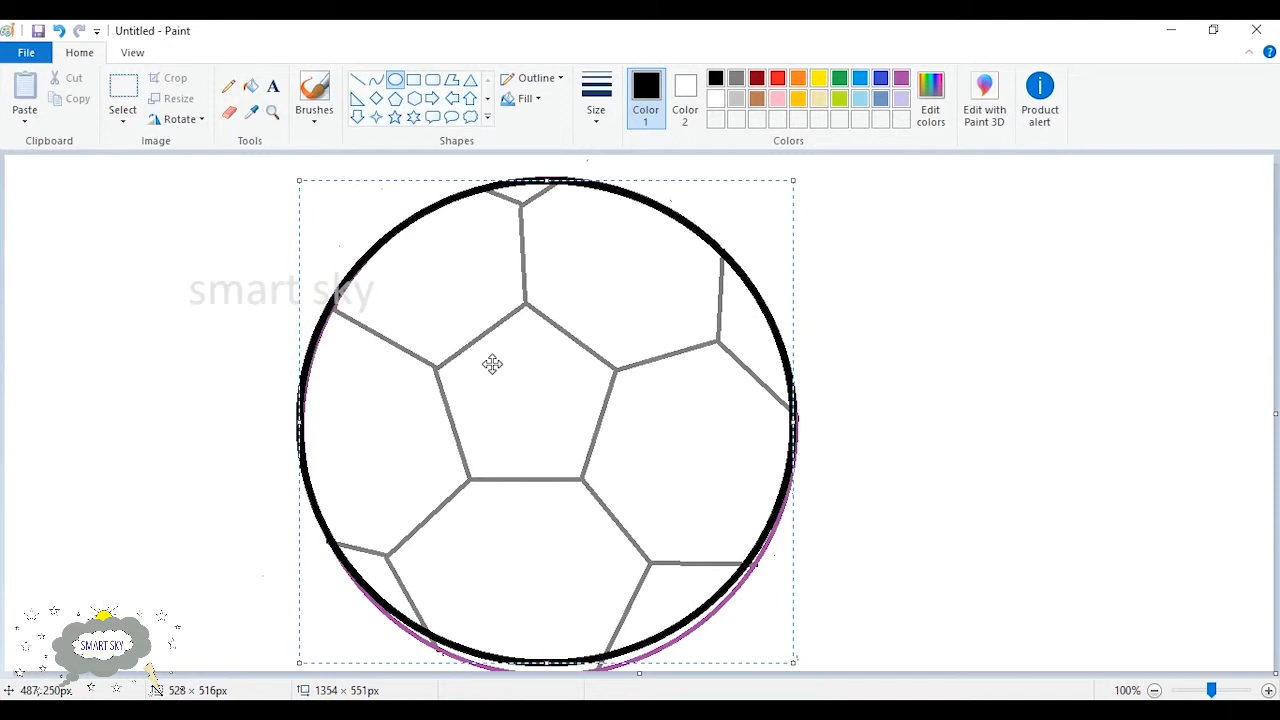 Untitled - Paint
File
Home
View
Paste
Cut
Copy
Clipboard
Select
Crop
Resize
Rotate
Image
Tools
Brushes
Shapes
Outline
Fill
Size
Color 1
Color 2
Colors
Edit colors
Edit with Paint 3D
Product alert
smart sky
SMART SKY
487, 250px
528 × 516px
1354 × 551px
100%